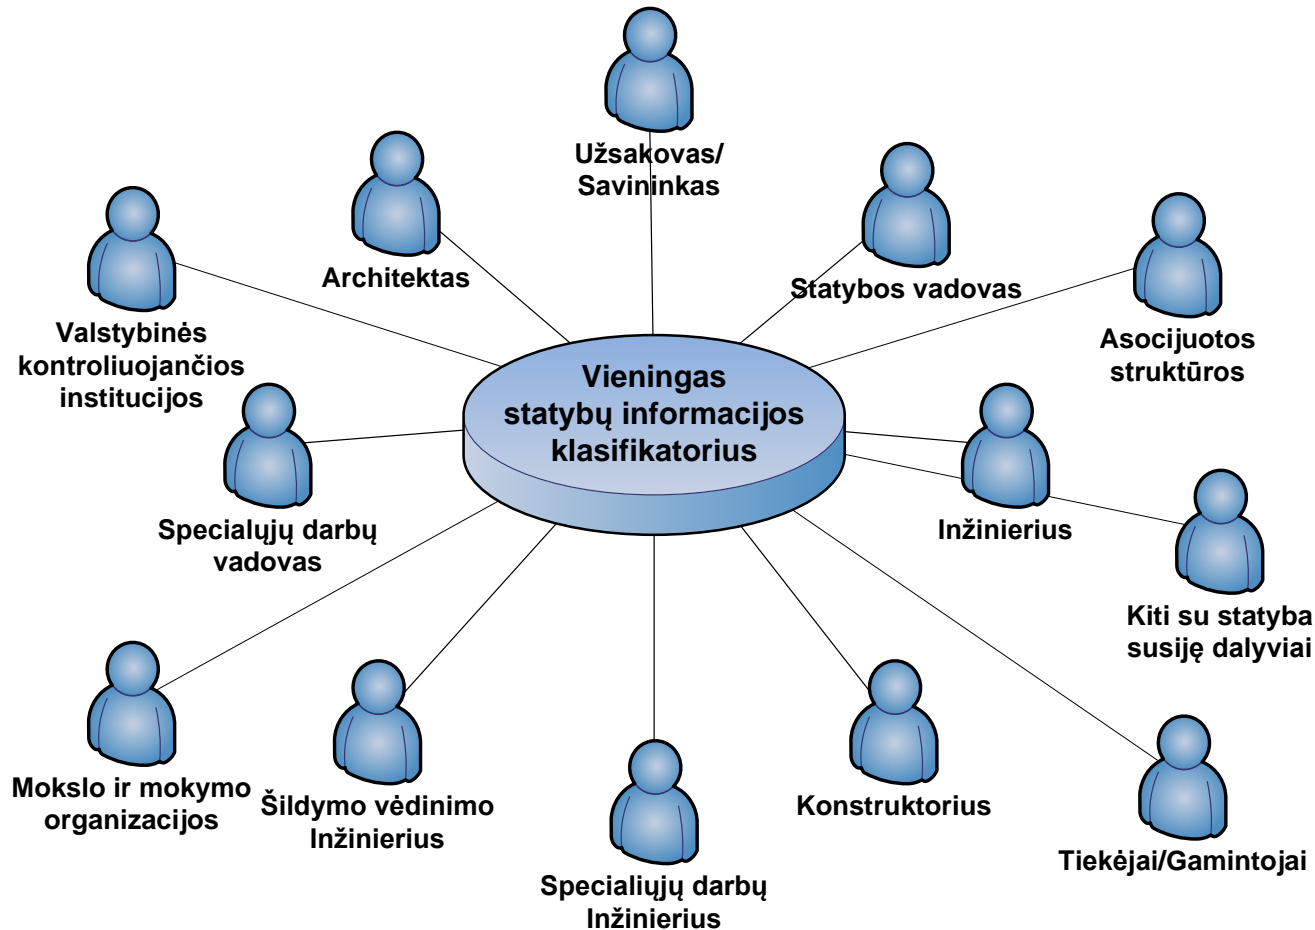 Užsakovas/
Savininkas
Architektas
Statybos vadovas
Valstybinės
kontroliuojančios
institucijos
Asocijuotos
struktūros
Vieningas
statybų informacijos
klasifikatorius
Specialųjų darbų
vadovas
Inžinierius
Kiti su statyba
susiję dalyviai
Mokslo ir mokymo
organizacijos
Šildymo vėdinimo
Inžinierius
Konstruktorius
Tiekėjai/Gamintojai
Specialiųjų darbų
Inžinierius